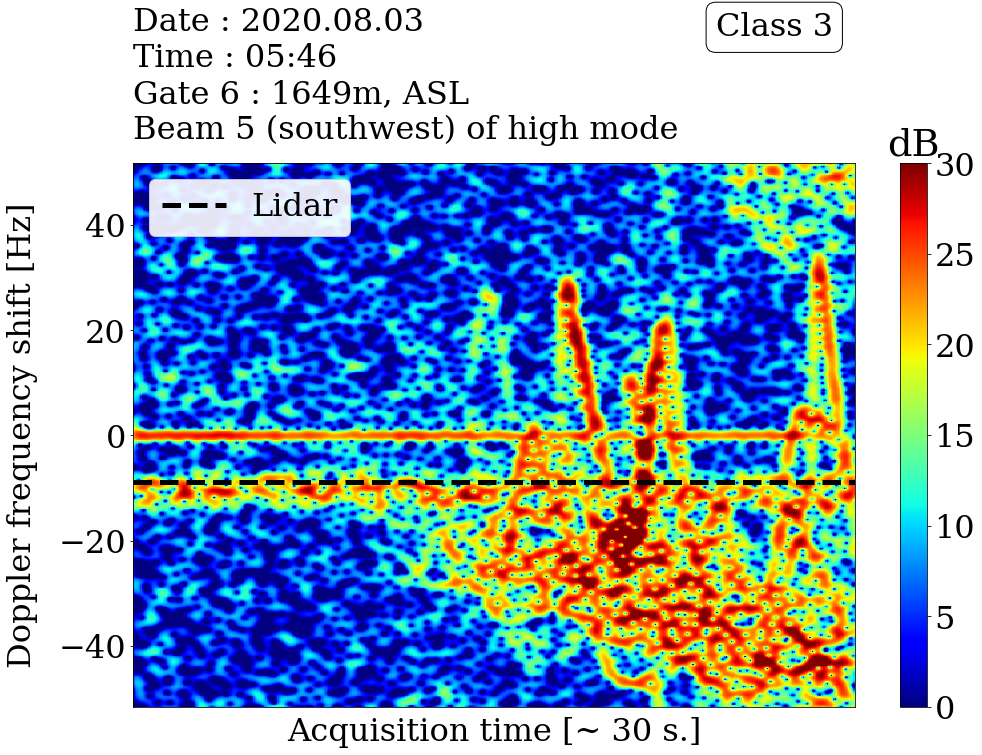 Date : 2020.08.03
Time : 05:46
Gate 6 : 1649m, ASL
Beam 5 (southwest) of high mode
Class 3
dB
Lidar
Doppler frequency shift [Hz]
40
20
0
−20
−40
30
25
20
15
10
5
0
Acquisition time [~ 30 s.]